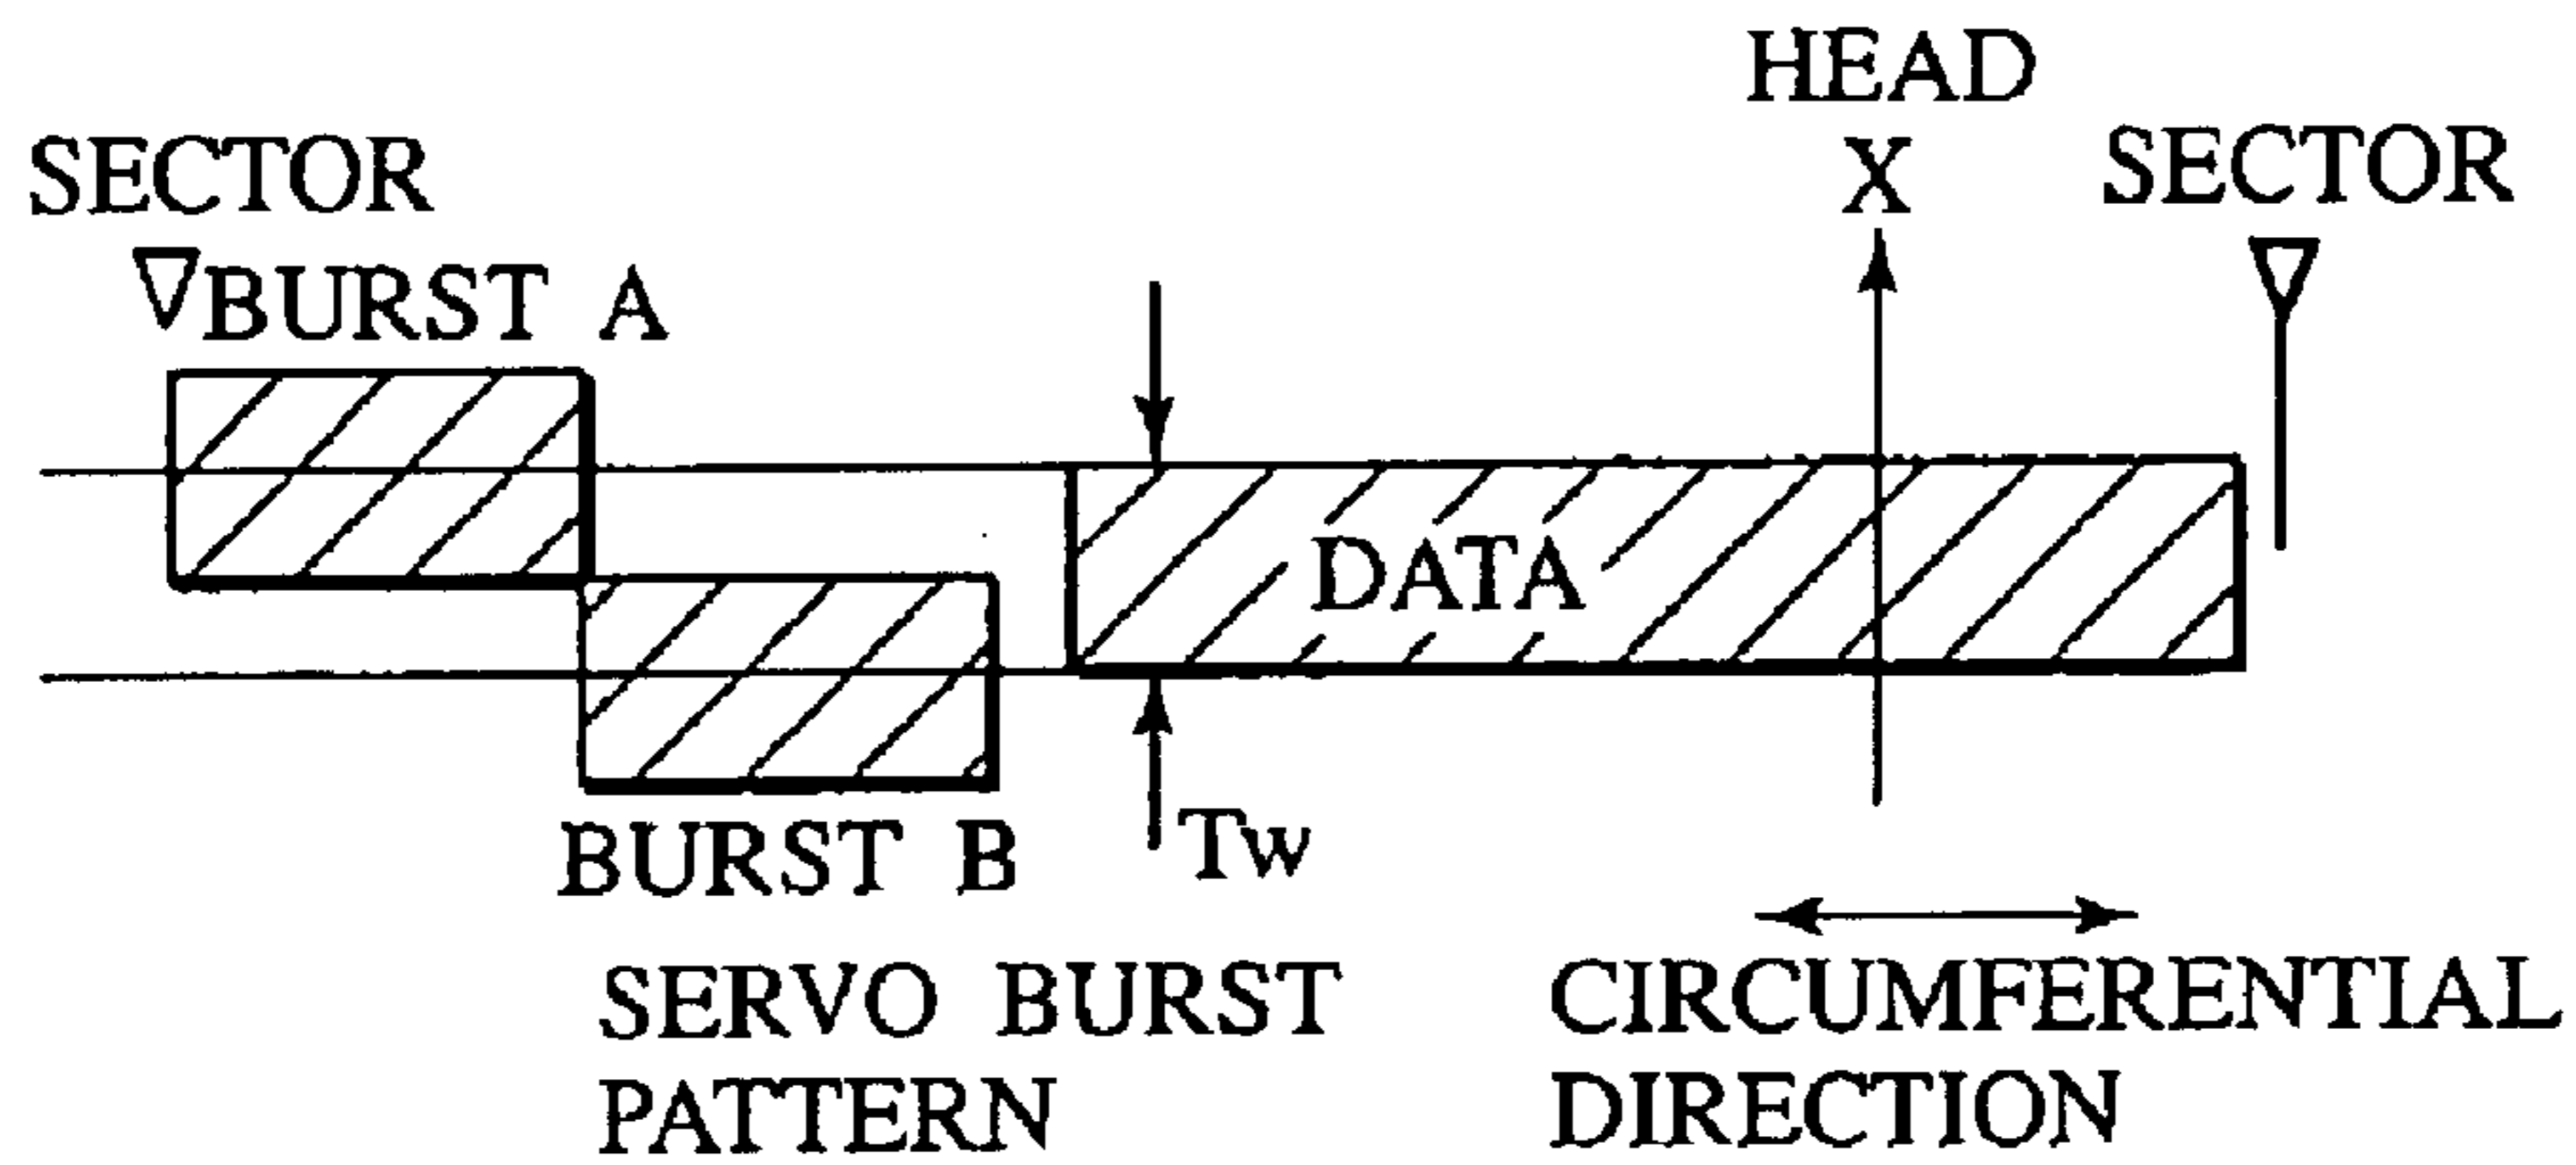 HEAD
X
SECTOR
SECTOR
BURST A
DATA
BURST B
Tw
SERVO BURST
PATTERN
CIRCUMFERENTIAL
DIRECTION